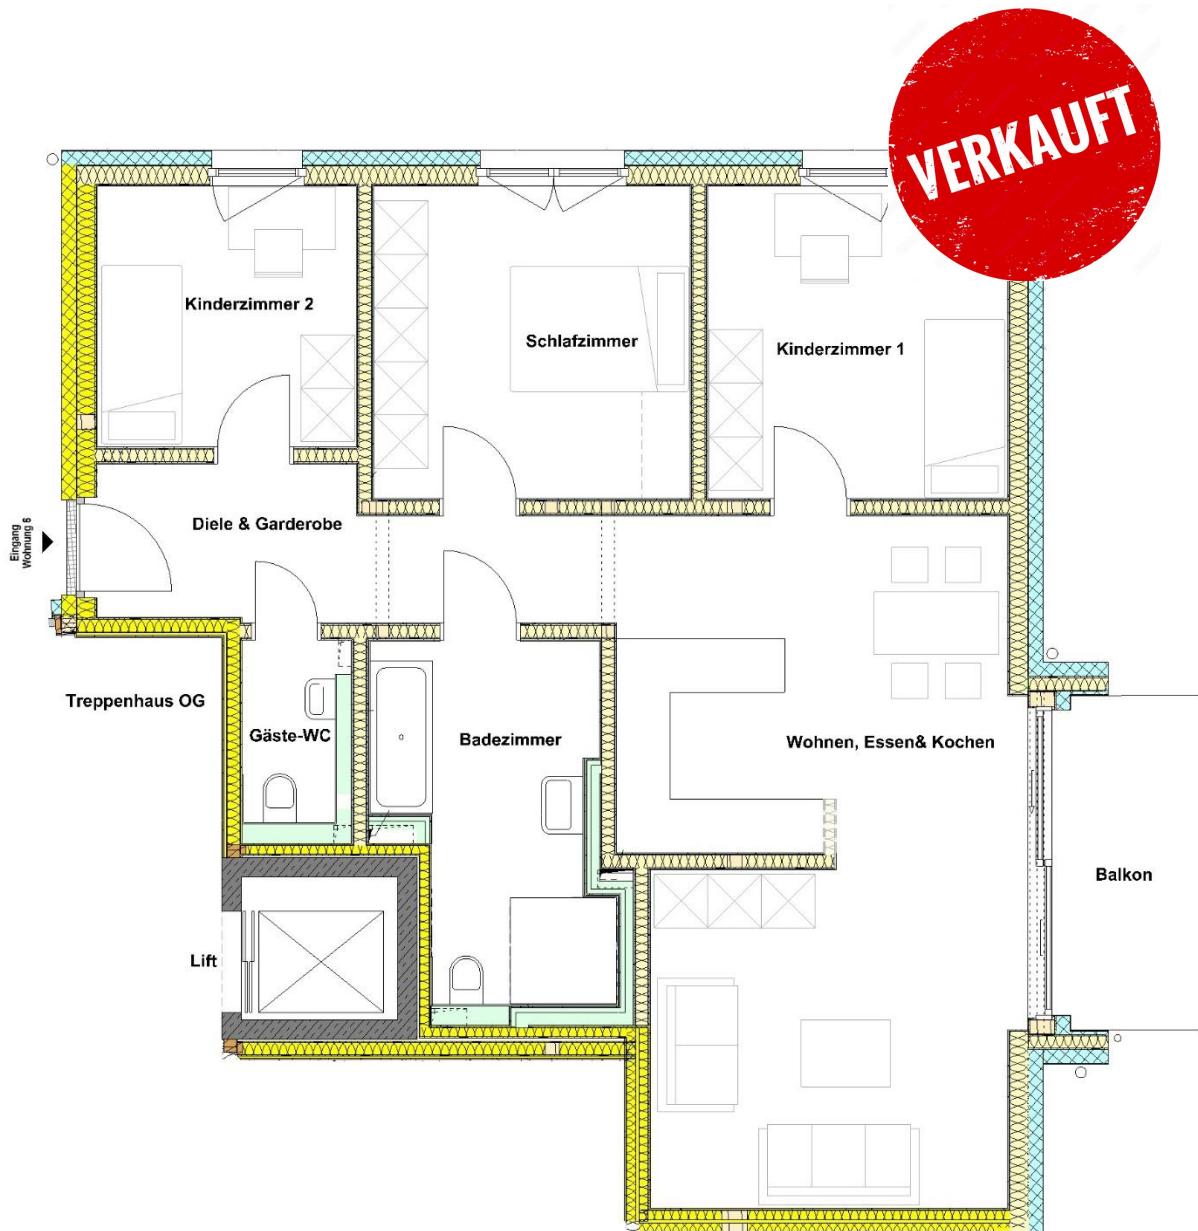 VERKAUFT
Kinderzimmer 2
Schlafzimmer
Kinderzimmer 1
Eingang
Wohnung 6
Diele & Garderobe
Treppenhaus OG
Gäste-WC
Badezimmer
Wohnen, Essen& Kochen
Balkon
Lift